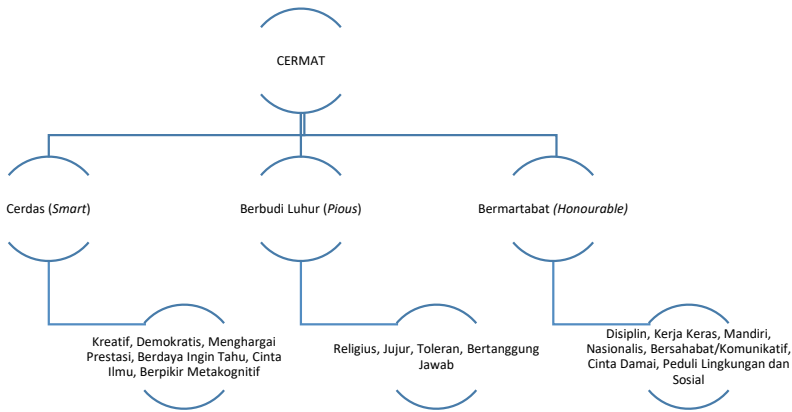 CERMAT
Cerdas (Smart)
Berbudi Luhur (Pious)
Bermartabat (Honourable)
Kreatif, Demokratis, Menghargai
Prestasi, Berdaya Ingin Tahu, Cinta
Ilmu, Berpikir Metakognitif
Religius, Jujur, Toleran, Bertanggung
Jawab
Disiplin, Kerja Keras, Mandiri,
Nasionalis, Bersahabat/Komunikatif,
Cinta Damai, Peduli Lingkungan dan
Sosial